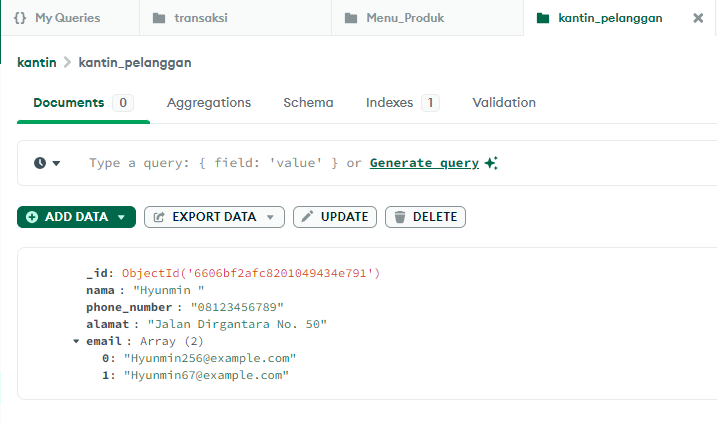 {} My Queries transaksi Menu_Produk kantin_pelanggan
kantin > kantin_pelanggan
Documents 0 Aggregations Schema Indexes 1 Validation
Type a query: { field: 'value' } or Generate query
ADD DATA EXPORT DATA UPDATE DELETE
_id: ObjectId('6606bf2afc8201049434e791')
nama : "Hyunmin "
phone_number : "08123456789"
alamat : "Jalan Dirgantara No. 50"
email : Array (2)
0: "Hyunmin256@example.com"
1: "Hyunmin67@example.com"